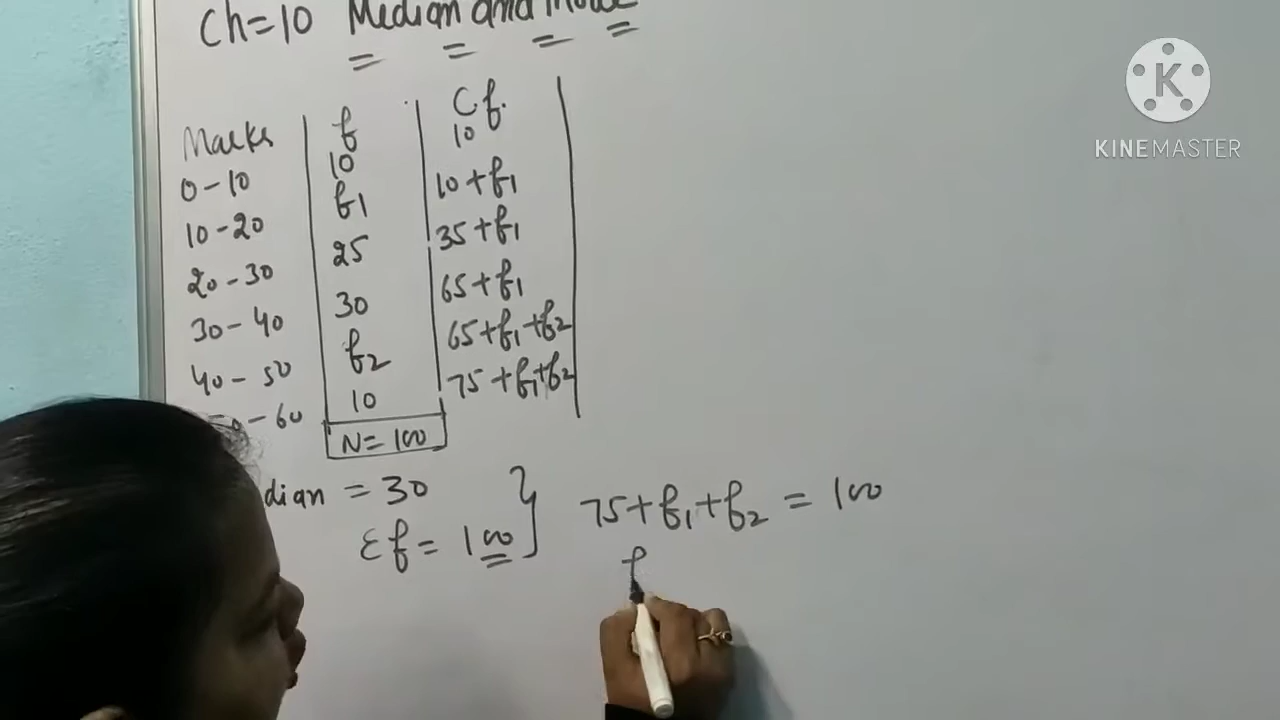 Ch=10 Median and Mode
Marks f Cf.
0-10 10 10
10-20 f1 10+f1
20-30 25 35+f1
30-40 30 65+f1
40-50 f2 65+f1+f2
-60 10 75+f1+f2
N=100
dian = 30
Σf = 100 } 75+f1+f2 = 100
f
K
KINEMASTER